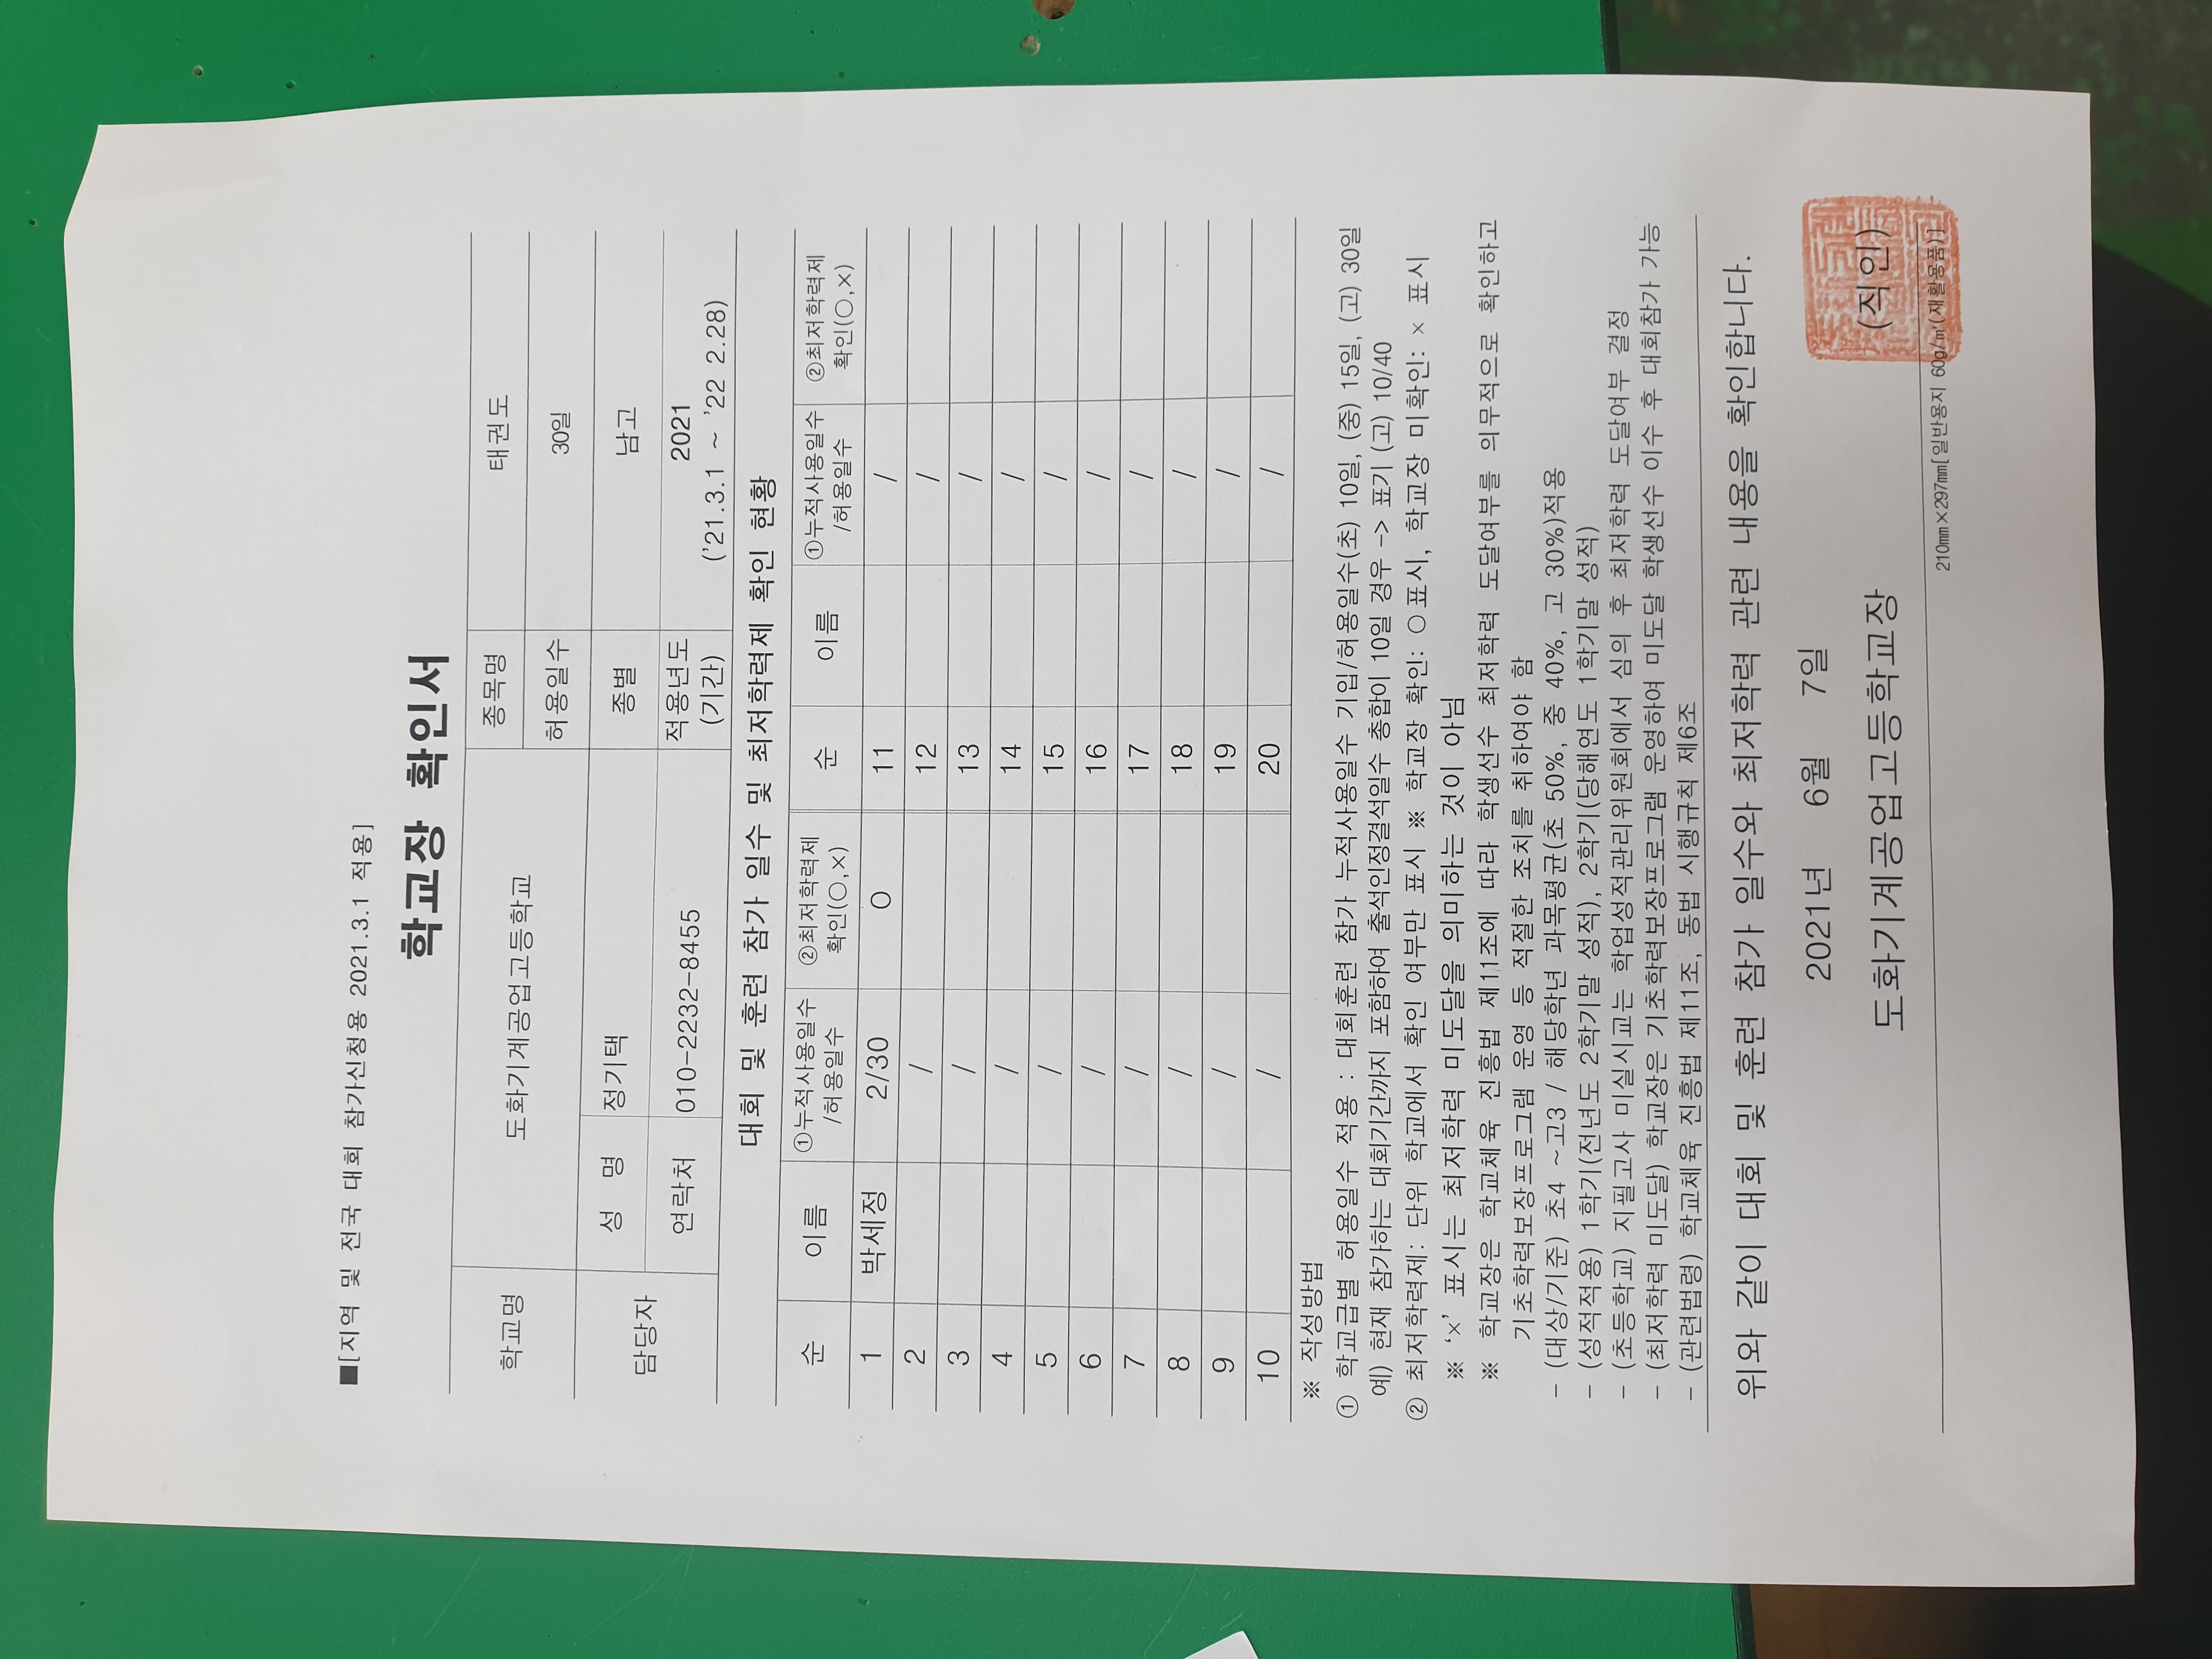 ■[지역 및 전국 대회 참가신청용 2021.3.1 적용]
학교장 확인서
학교명 도화기계공업고등학교 종목명 태권도
허용일수 30일
담당자 성 명 정기택 종별 남고
연락처 010-2232-8455 적용년도 (기간) 2021
('21.3.1 ~ '22 2.28)
대회 및 훈련 참가 일수 및 최저학력제 확인 현황
순 이름 ①누적사용일수 /허용일수 ②최저학력제 확인(○,×) 순 이름 ①누적사용일수 /허용일수 ②최저학력제 확인(○,×)
1 박세정 2/30 ○ 11 /
2 / 12 /
3 / 13 /
4 / 14 /
5 / 15 /
6 / 16 /
7 / 17 /
8 / 18 /
9 / 19 /
10 / 20 /
※ 작성방법
① 학교급별 허용일수 적용 : 대회훈련 참가 누적사용일수 기입/허용일수(초) 10일, (중) 15일, (고) 30일
예) 현재 참가하는 대회기간까지 포함하여 출석인정결석일수 총합이 10일 경우 -> 표기 (고) 10/40
② 최저학력제: 단위 학교에서 확인 여부만 표시 ※ 학교장 확인: ○표시, 학교장 미확인: × 표시
※ '×' 표시는 최저학력 미도달을 의미하는 것이 아님
※ 학교장은 학교체육 진흥법 제11조에 따라 학생선수 최저학력 도달여부를 의무적으로 확인하고
기초학력보장프로그램 운영 등 적절한 조치를 취하여야 함
- (대상/기준) 초4 ~고3 / 해당학년 과목평균(초 50%, 중 40%, 고 30%)적용
- (성적적용) 1학기(전년도 2학기말 성적), 2학기(당해연도 1학기말 성적)
- (초등학교) 지필고사 미실시교는 학업성적관리위원회에서 심의 후 최저학력 도달여부 결정
- (최저학력 미도달) 학교장은 기초학력보장프로그램 운영하여 미도달 학생선수 이수 후 대회참가 가능
- (관련법령) 학교체육 진흥법 제11조, 동법 시행규칙 제6조
위와 같이 대회 및 훈련 참가 일수와 최저학력 관련 내용을 확인합니다.
2021년 6월 7일
도화기계공업고등학교장 (직인)
210㎜×297㎜[일반용지 60g/㎡(재활용품)]